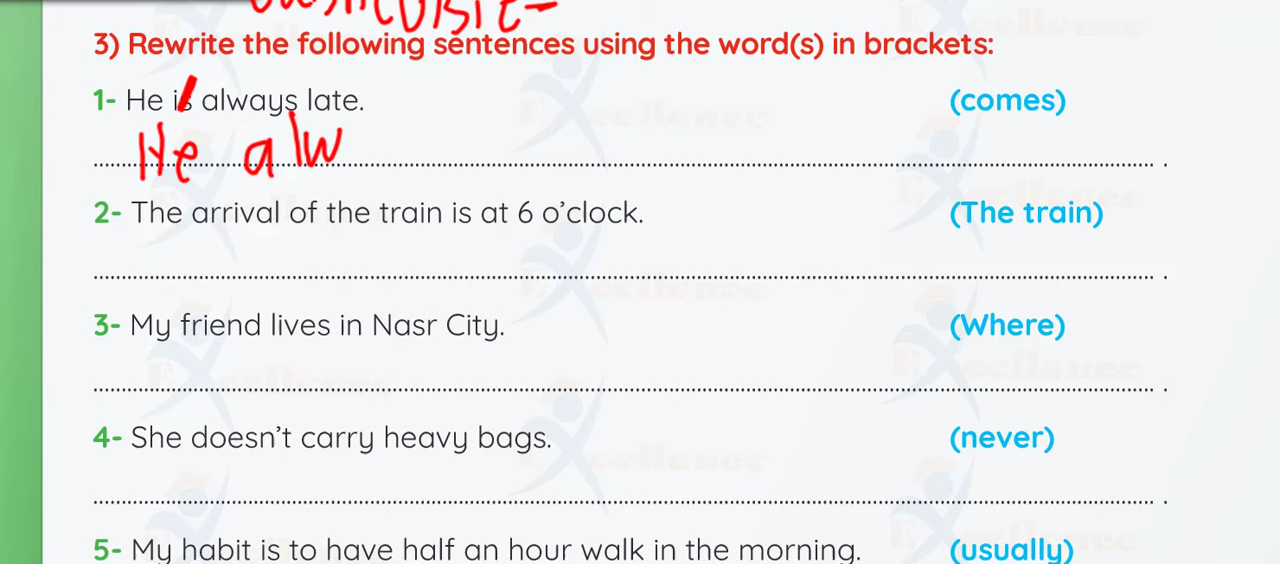 3) Rewrite the following sentences using the word(s) in brackets:
1- He is always late. (comes)
He alw
2- The arrival of the train is at 6 o’clock. (The train)
3- My friend lives in Nasr City. (Where)
4- She doesn’t carry heavy bags. (never)
5- My habit is to have half an hour walk in the morning. (usually)